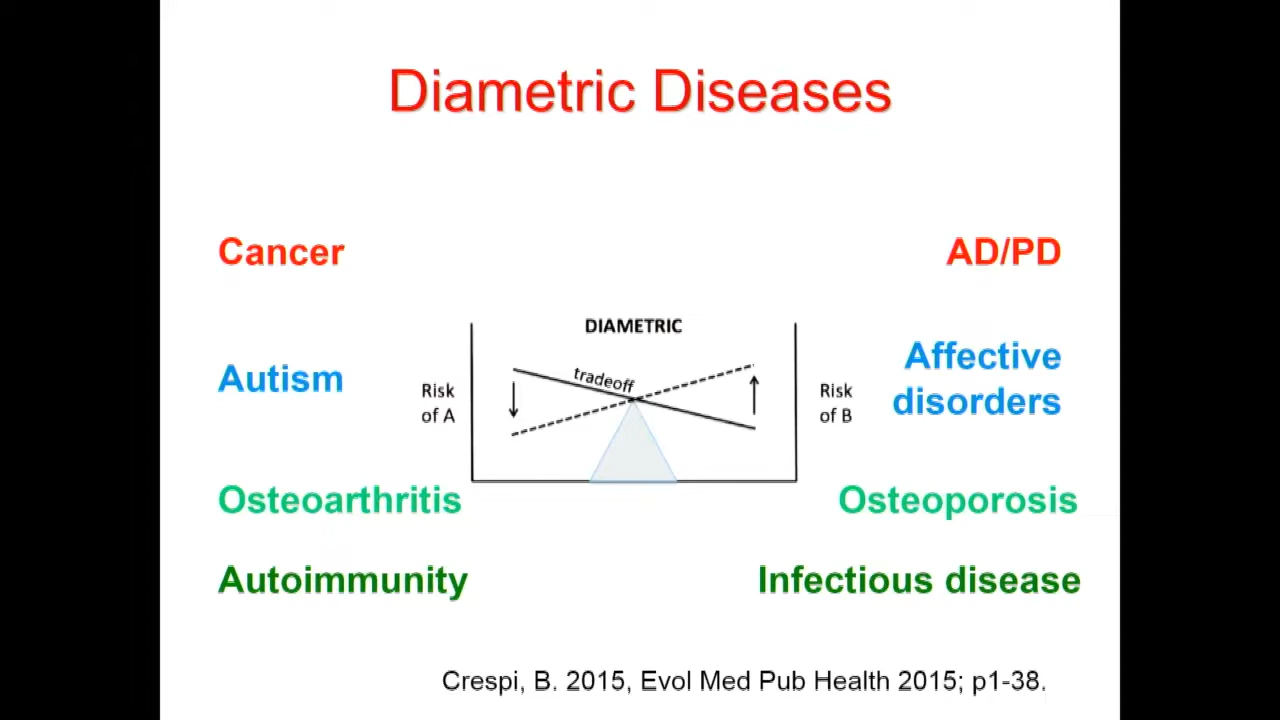 Diametric Diseases
Cancer
AD/PD
DIAMETRIC
tradeoff
Autism
Risk
of A
Risk
of B
Affective
disorders
Osteoarthritis
Osteoporosis
Autoimmunity
Infectious disease
Crespi, B. 2015, Evol Med Pub Health 2015; p1-38.